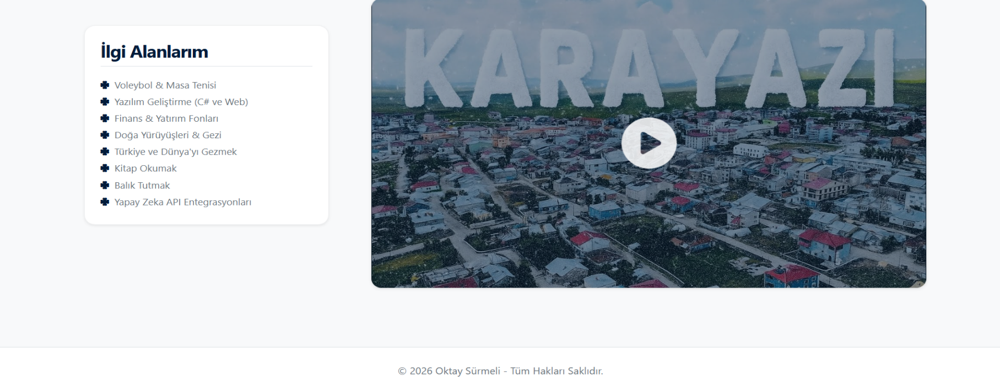 İlgi Alanlarım
Voleybol & Masa Tenisi
Yazılım Geliştirme (C# ve Web)
Finans & Yatırım Fonları
Doğa Yürüyüşleri & Gezi
Türkiye ve Dünya'yı Gezmek
Kitap Okumak
Balık Tutmak
Yapay Zeka API Entegrasyonları
KARAYAZI
© 2026 Oktay Sürmeli - Tüm Hakları Saklıdır.